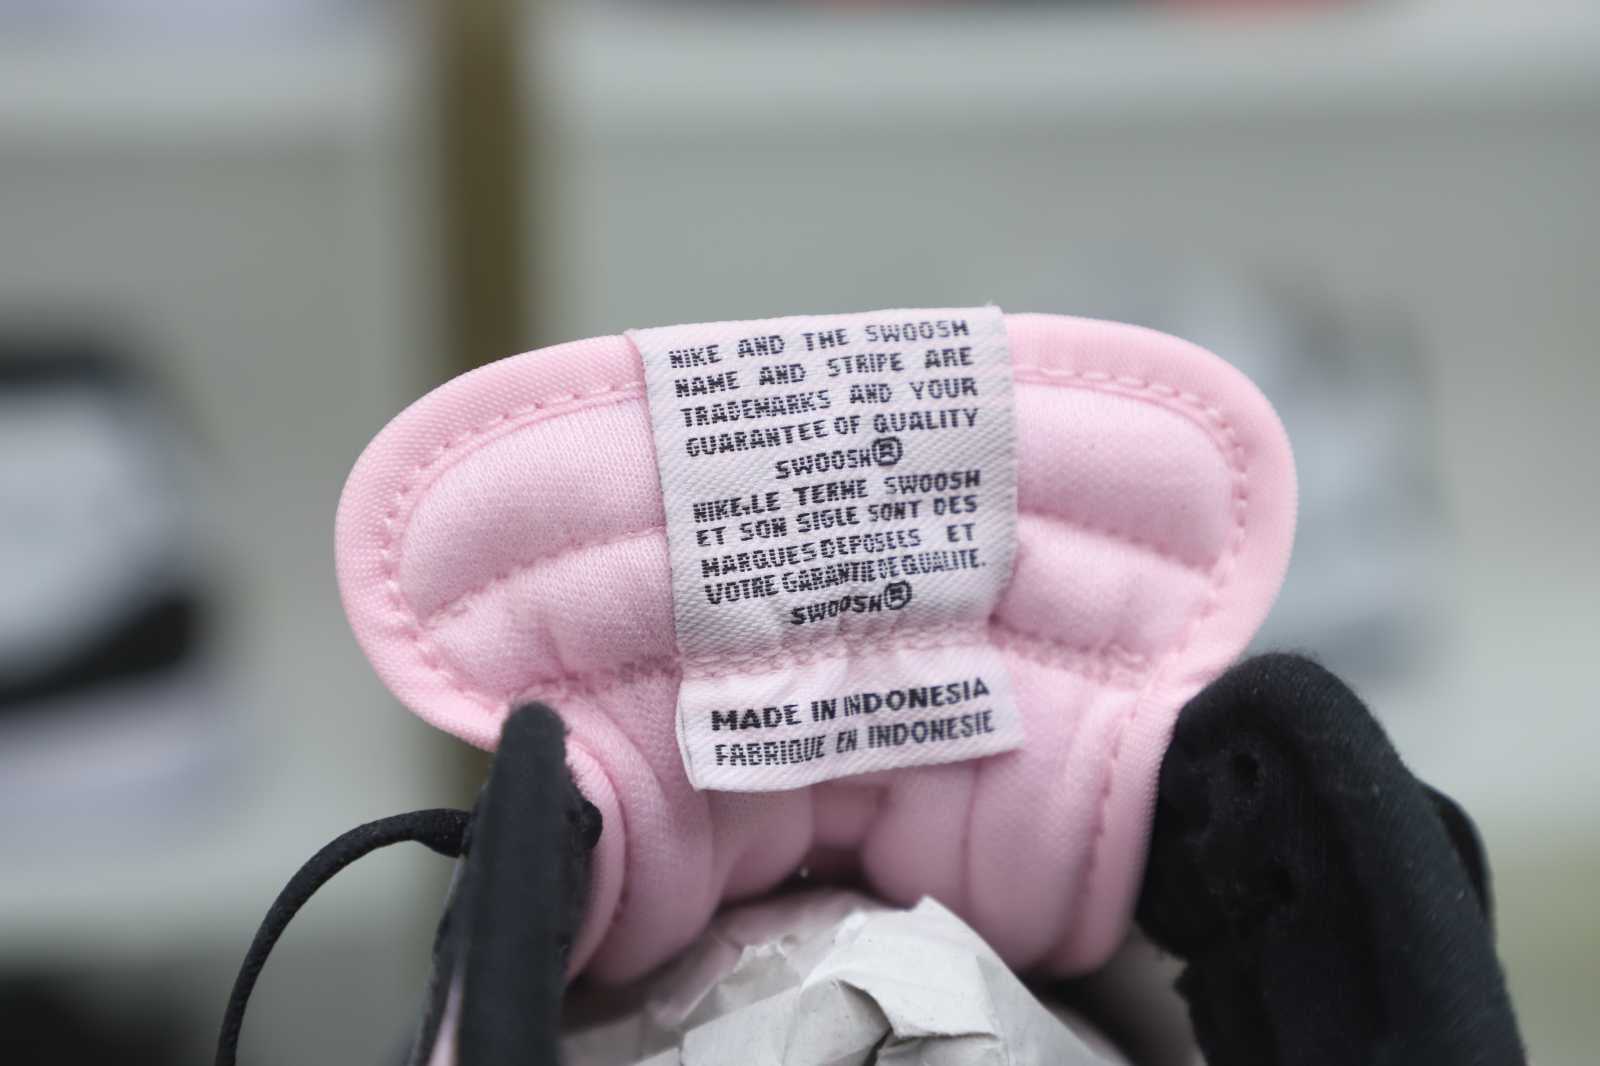 NIKE AND THE SWOOSH
NAME AND STRIPE ARE
TRADEMARKS AND YOUR
GUARANTEE OF QUALITY
SWOOSH®
NIKE,LE TERME SWOOSH
ET SON SIGLE SONT DES
MARQUES DEPOSEES ET
VOTRE GARANTIE DE QUALITE.
SWOOSH®
MADE IN INDONESIA
FABRIQUE EN INDONESIE